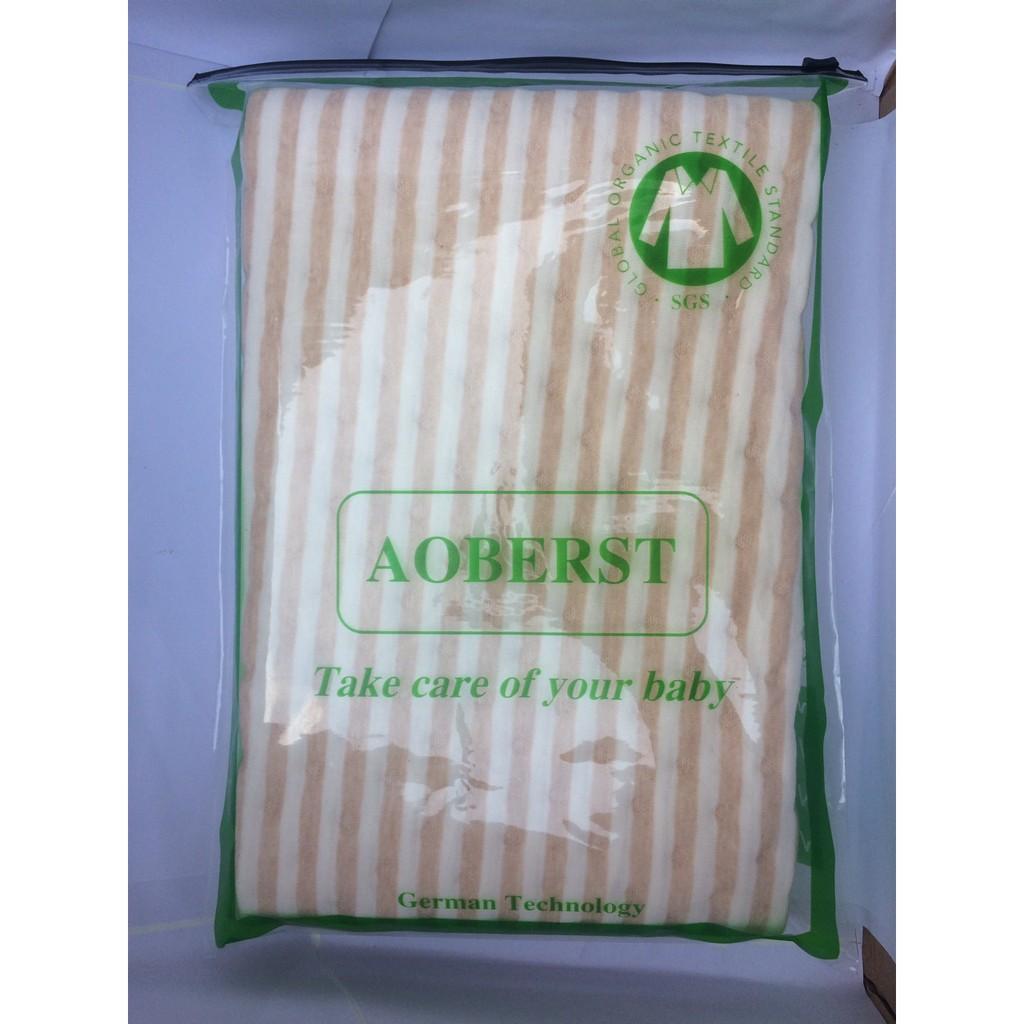 GLOBAL ORGANIC TEXTILE STANDARD
· SGS ·
AOBERST
Take care of your baby
German Technology